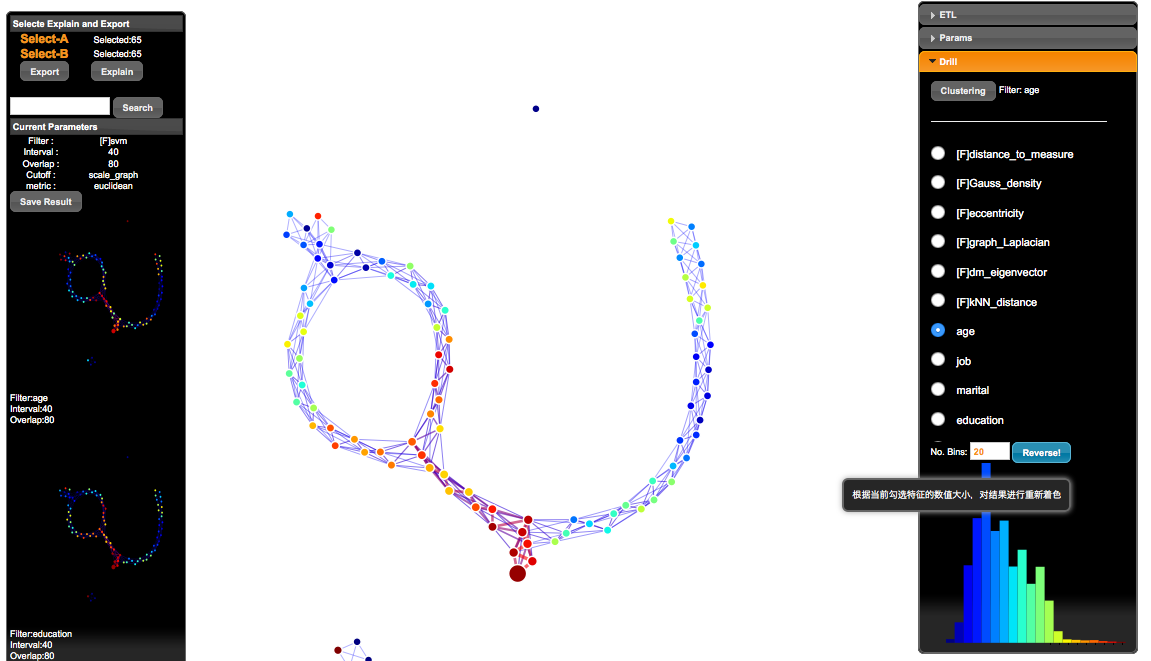 Selecte Explain and Export
Select-A Selected:65
Select-B Selected:65
Export Explain
Search
Current Parameters
Filter : [F]svm
Interval : 40
Overlap : 80
Cutoff : scale_graph
metric : euclidean
Save Result
Filter:age
Interval:40
Overlap:80
Filter:education
Interval:40
Overlap:80
ETL
Params
Drill
Clustering Filter: age
[F]distance_to_measure
[F]Gauss_density
[F]eccentricity
[F]graph_Laplacian
[F]dm_eigenvector
[F]kNN_distance
age
job
marital
education
No. Bins: 20 Reverse!
根据当前勾选特征的数值大小，对结果进行重新着色